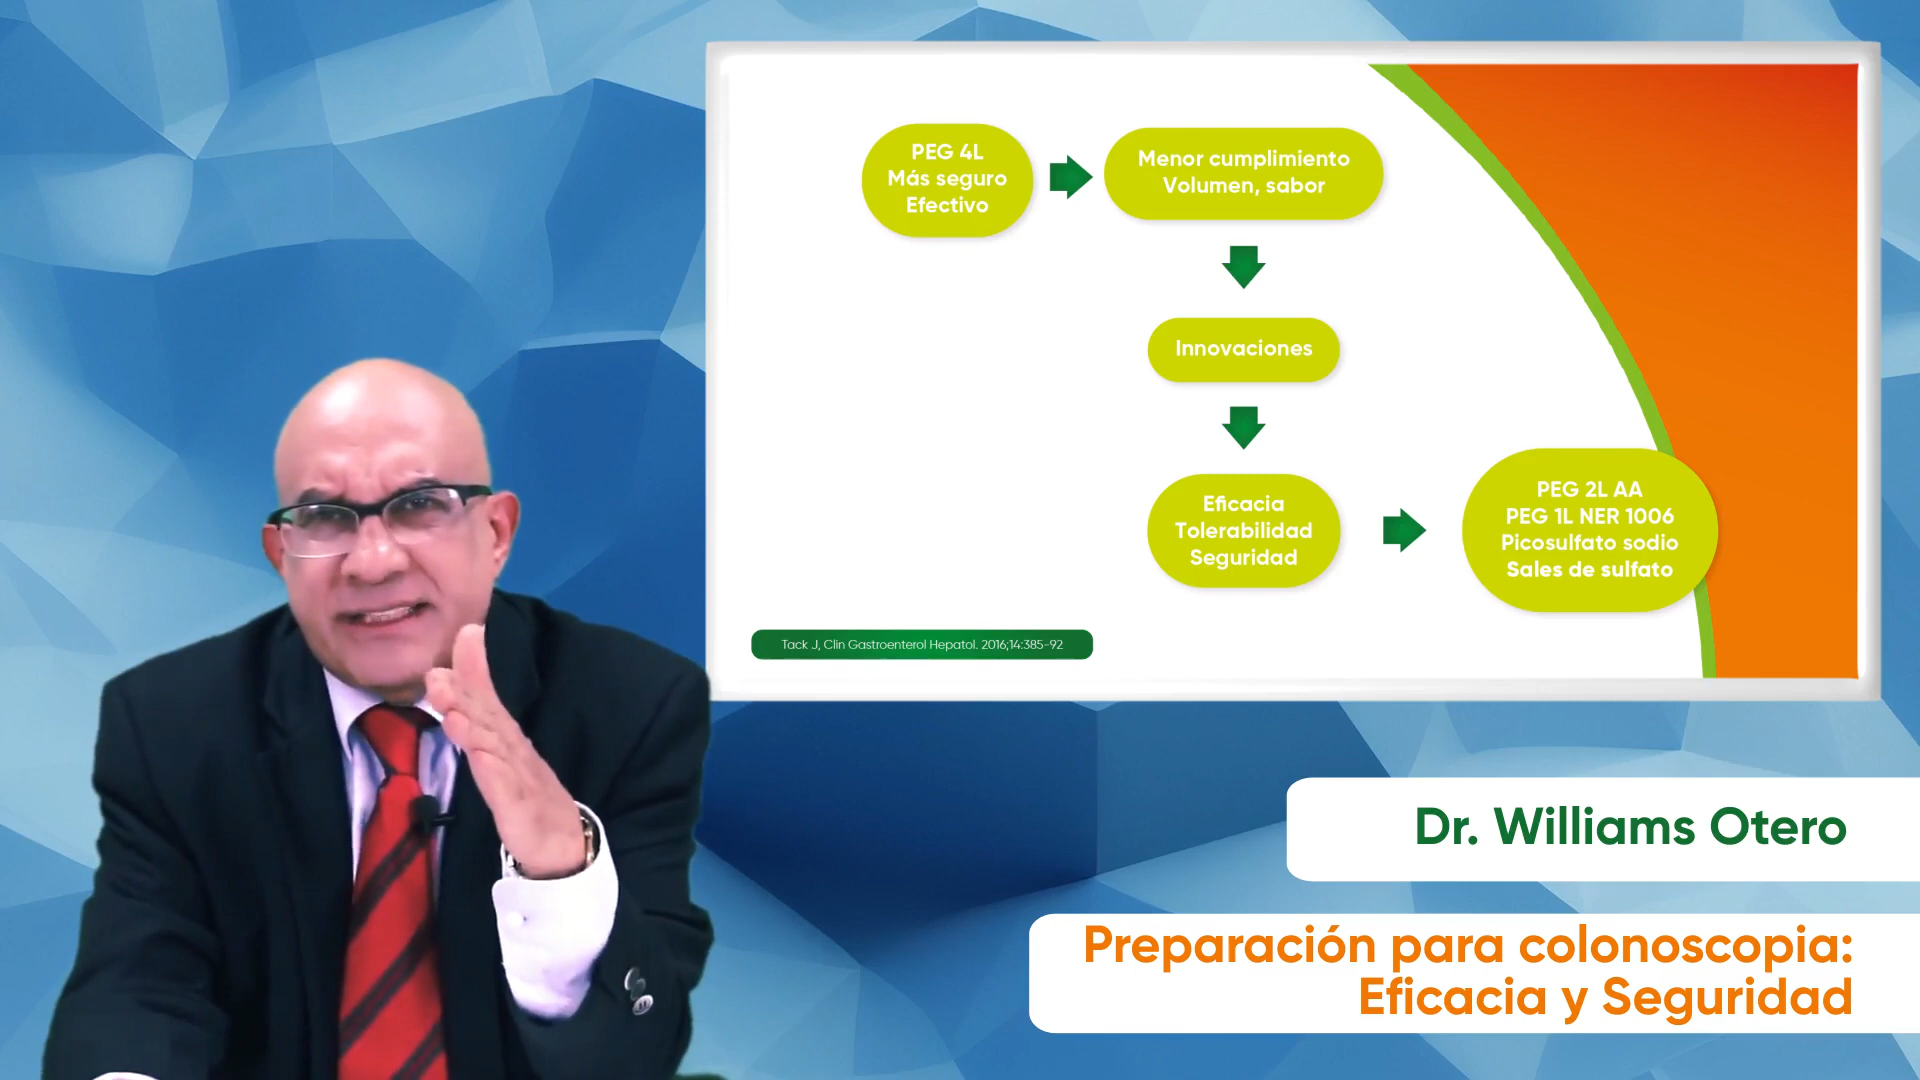 PEG 4L
Más seguro
Efectivo
Menor cumplimiento
Volumen, sabor
Innovaciones
Eficacia
Tolerabilidad
Seguridad
PEG 2L AA
PEG 1L NER 1006
Picosulfato sodio
Sales de sulfato
Tack J, Clin Gastroenterol Hepatol. 2016;14:385-92
Dr. Williams Otero
Preparación para colonoscopia:
Eficacia y Seguridad